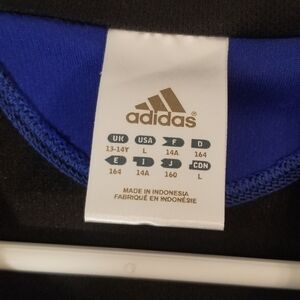 adidas
UK USA F D
13-14Y L 14A 164
E I J CDN
164 14A 160 L
MADE IN INDONESIA
FABRIQUÉ EN INDONÉSIE